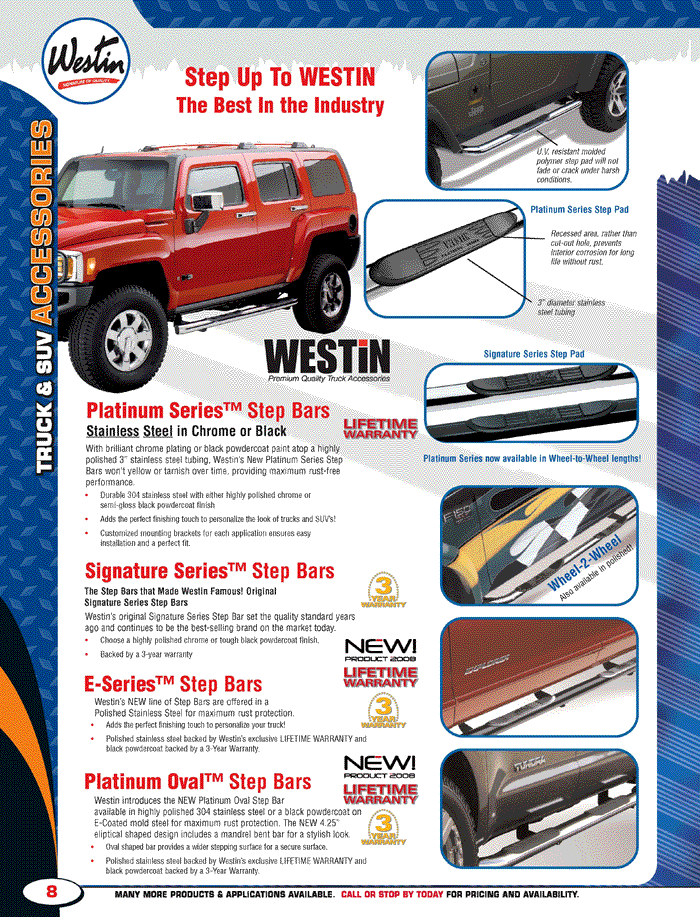 Westin
SIGNATURE OF QUALITY
TRUCK & SUV ACCESSORIES
Step Up To WESTIN
The Best In the Industry
U.V. resistant molded
polymer step pad will not
fade or crack under harsh
conditions.
Platinum Series Step Pad
Recessed area, rather than
cut-out hole, prevents
interior corrosion for long
life without rust.
3" diameter stainless
steel tubing
WESTiN
Premium Quality Truck Accessories
Signature Series Step Pad
Platinum Series now available in Wheel-to-Wheel lengths!
Platinum Series™ Step Bars
LIFETIME
WARRANTY
Stainless Steel in Chrome or Black
With brilliant chrome plating or black powdercoat paint atop a highly
polished 3" stainless steel tubing, Westin's New Platinum Series Step
Bars won't yellow or tarnish over time, providing maximum rust-free
performance.
• Durable 304 stainless steel with either highly polished chrome or
semi-gloss black powdercoat finish
• Adds the perfect finishing touch to personalize the look of trucks and SUV's!
• Customized mounting brackets for each application ensures easy
installation and a perfect fit.
Wheel-2-Wheel
Also available in polished!
Signature Series™ Step Bars
3
YEAR
WARRANTY
The Step Bars that Made Westin Famous! Original
Signature Series Step Bars
Westin's original Signature Series Step Bar set the quality standard years
ago and continues to be the best-selling brand on the market today.
• Choose a highly polished chrome or tough black powdercoat finish.
• Backed by a 3-year warranty
NEW!
PRODUCT 2008
LIFETIME
WARRANTY
3
YEAR
WARRANTY
E-Series™ Step Bars
Westin's NEW line of Step Bars are offered in a
Polished Stainless Steel for maximum rust protection.
• Adds the perfect finishing touch to personalize your truck!
• Polished stainless steel backed by Westin's exclusive LIFETIME WARRANTY and
black powdercoat backed by a 3-Year Warranty.
NEW!
PRODUCT 2008
LIFETIME
WARRANTY
3
YEAR
WARRANTY
Platinum Oval™ Step Bars
Westin introduces the NEW Platinum Oval Step Bar
available in highly polished 304 stainless steel or a black powdercoat on
E-Coated mold steel for maximum rust protection. The NEW 4.25"
eliptical shaped design includes a mandrel bent bar for a stylish look.
• Oval shaped bar provides a wider stepping surface for a secure surface.
• Polished stainless steel backed by Westin's exclusive LIFETIME WARRANTY and
black powdercoat backed by a 3-Year Warranty.
TUNDRA
8
MANY MORE PRODUCTS & APPLICATIONS AVAILABLE. CALL OR STOP BY TODAY FOR PRICING AND AVAILABILITY.